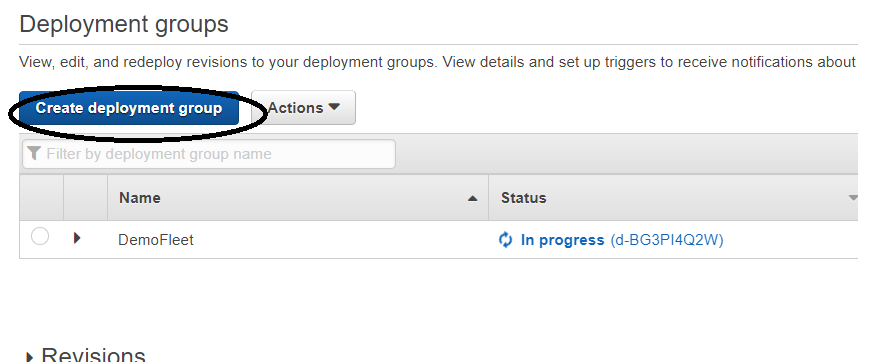 Deployment groups
View, edit, and redeploy revisions to your deployment groups. View details and set up triggers to receive notifications about
Create deployment group Actions
Filter by deployment group name
Name Status
DemoFleet In progress (d-BG3PI4Q2W)
Revisions